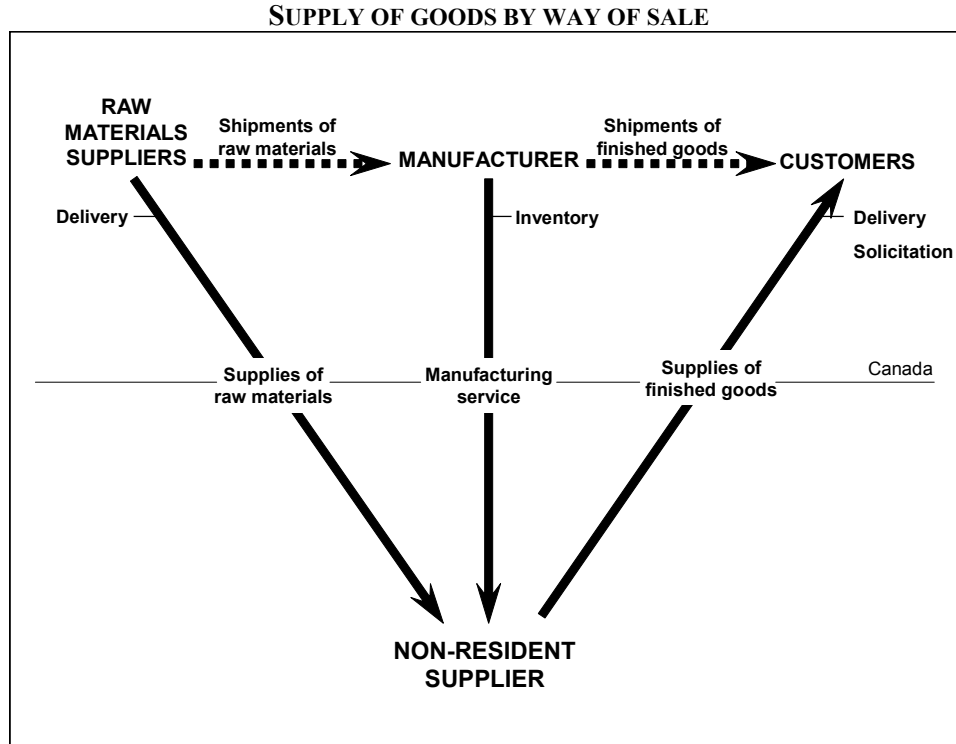 SUPPLY OF GOODS BY WAY OF SALE
RAW
MATERIALS
SUPPLIERS
Shipments of
raw materials
MANUFACTURER
Shipments of
finished goods
CUSTOMERS
Delivery
Inventory
Delivery
Solicitation
Canada
Supplies of
raw materials
Manufacturing
service
Supplies of
finished goods
NON-RESIDENT
SUPPLIER